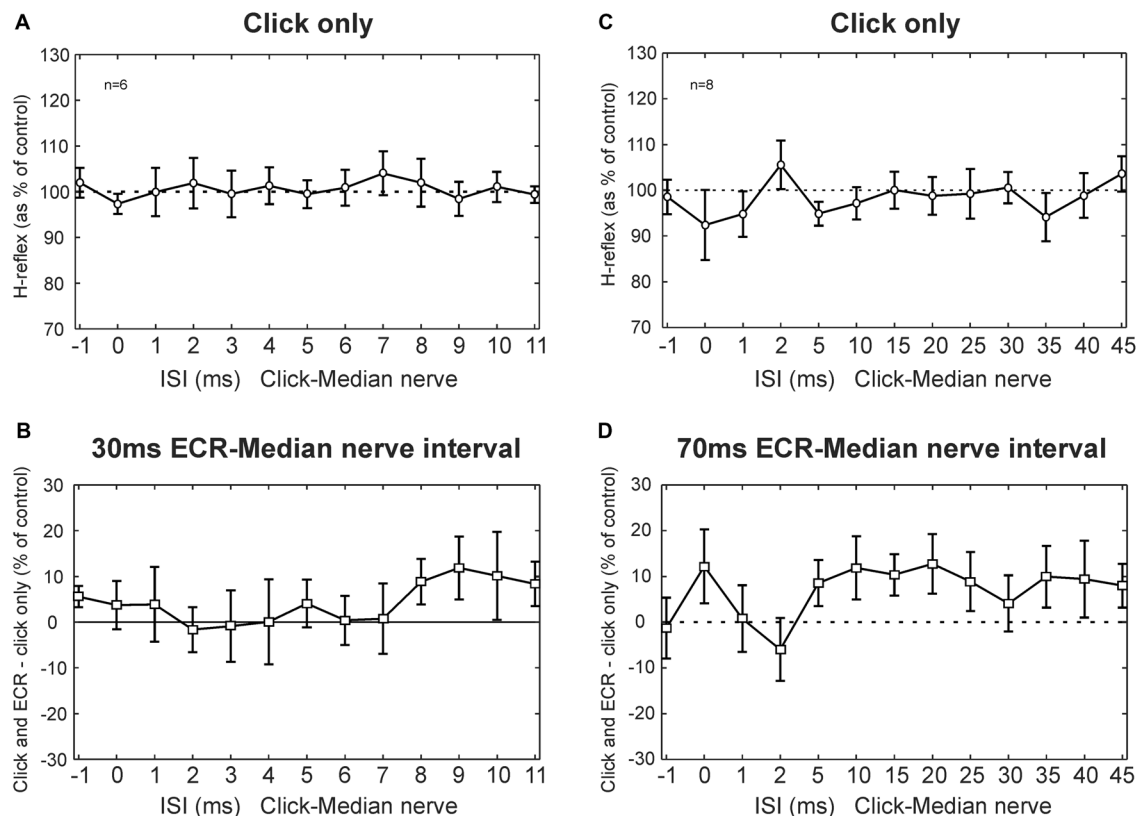 A
Click only
130
120
110
100
90
80
70
H-reflex (as % of control)
n=6
-1 0 1 2 3 4 5 6 7 8 9 10 11
ISI (ms) Click-Median nerve
C
Click only
130
120
110
100
90
80
70
H-reflex (as % of control)
n=8
-1 0 1 2 5 10 15 20 25 30 35 40 45
ISI (ms) Click-Median nerve
B
30ms ECR-Median nerve interval
30
20
10
0
-10
-20
-30
Click and ECR - click only (% of control)
-1 0 1 2 3 4 5 6 7 8 9 10 11
ISI (ms) Click-Median nerve
D
70ms ECR-Median nerve interval
30
20
10
0
-10
-20
-30
Click and ECR - click only (% of control)
-1 0 1 2 5 10 15 20 25 30 35 40 45
ISI (ms) Click-Median nerve